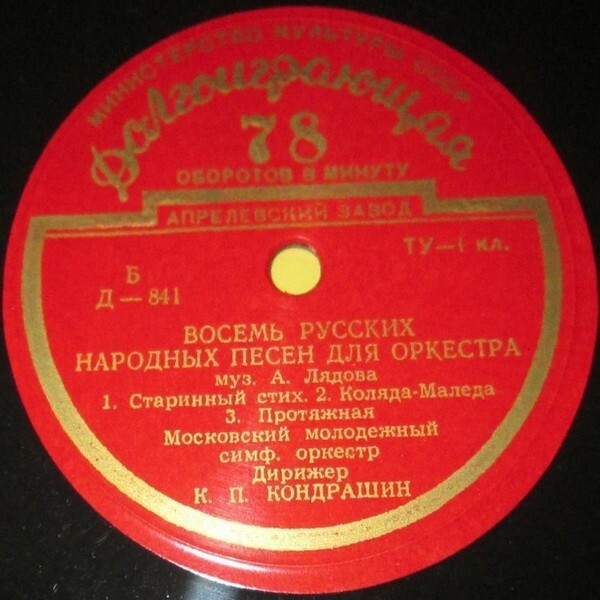 МИНИСТЕРСТВО КУЛЬТУРЫ СССР
Долгоиграющая
78
ОБОРОТОВ В МИНУТУ
АПРЕЛЕВСКИЙ ЗАВОД
ТУ—I кл.
Б
Д — 841
ВОСЕМЬ РУССКИХ
НАРОДНЫХ ПЕСЕН ДЛЯ ОРКЕСТРА
муз. А. Лядова
1. Старинный стих. 2. Коляда-Маледа
3. Протяжная
Московский молодежный
симф. оркестр
Дирижер
К. П. КОНДРАШИН